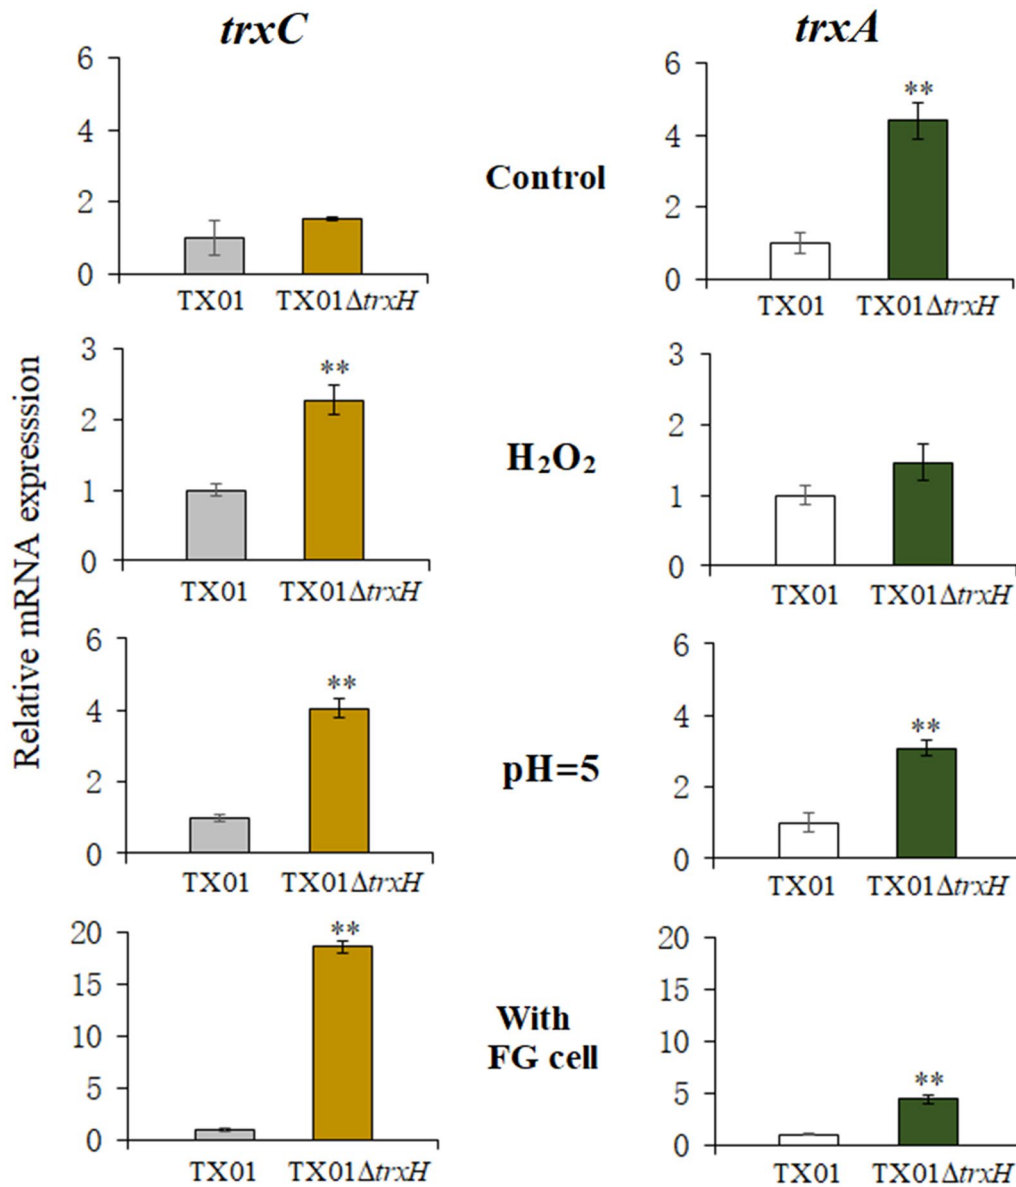 trxC
trxA
6
4
2
0
TX01 TX01ΔtrxH
Control
6
**
4
2
0
TX01 TX01ΔtrxH
Relative mRNA expresssion
3
**
2
1
0
TX01 TX01ΔtrxH
H₂O₂
3
2
1
0
TX01 TX01ΔtrxH
6
**
4
2
0
TX01 TX01ΔtrxH
pH=5
6
**
4
2
0
TX01 TX01ΔtrxH
20
**
15
10
5
0
TX01 TX01ΔtrxH
With
FG cell
20
15
10
**
5
0
TX01 TX01ΔtrxH